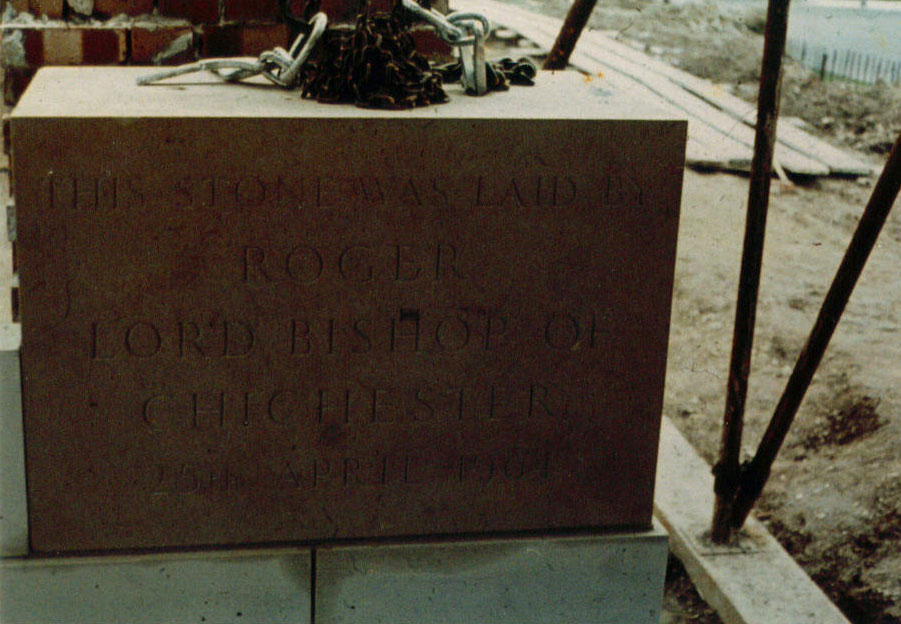 THIS STONE WAS LAID BY
ROGER
LORD BISHOP OF
CHICHESTER
25TH APRIL 1964